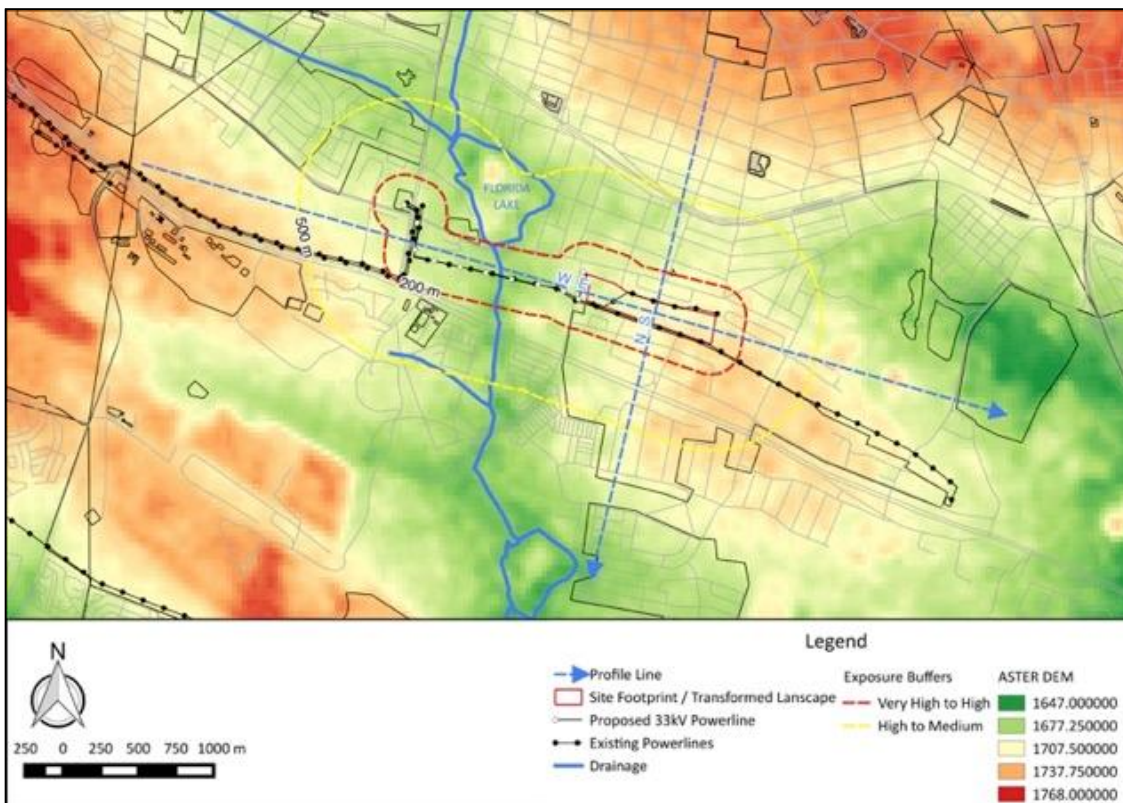 FLORIDA
LAKE
500 m
200 m
W E
N S
N
250 0 250 500 750 1000 m
Legend
Profile Line
Site Footprint / Transformed Lanscape
Proposed 33kV Powerline
Existing Powerlines
Drainage
Exposure Buffers
Very High to High
High to Medium
ASTER DEM
1647.000000
1677.250000
1707.500000
1737.750000
1768.000000